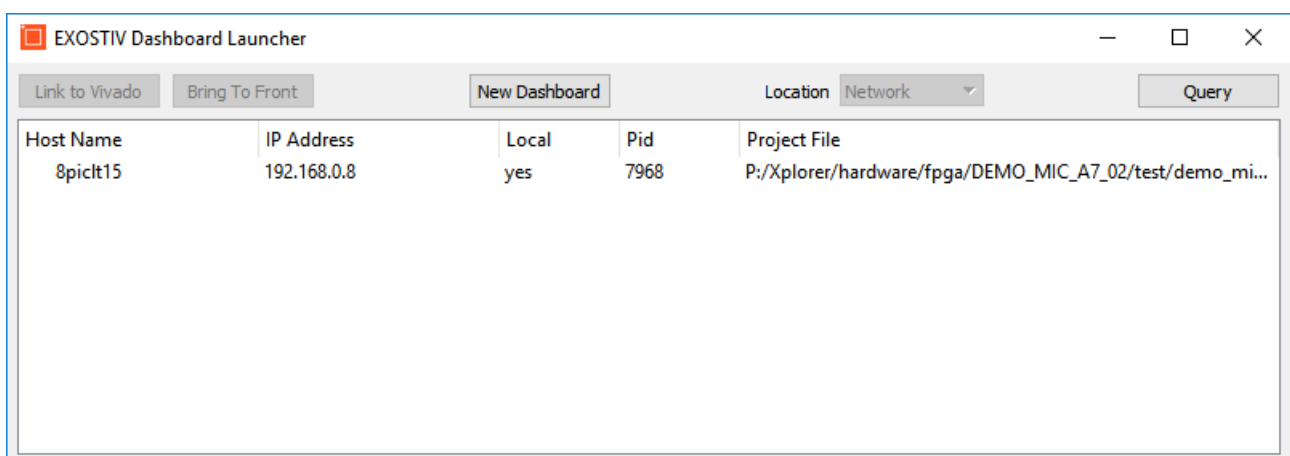 EXOSTIV Dashboard Launcher
Link to Vivado Bring To Front New Dashboard Location Network Query
Host Name IP Address Local Pid Project File
8piclt15 192.168.0.8 yes 7968 P:/Xplorer/hardware/fpga/DEMO_MIC_A7_02/test/demo_mi...